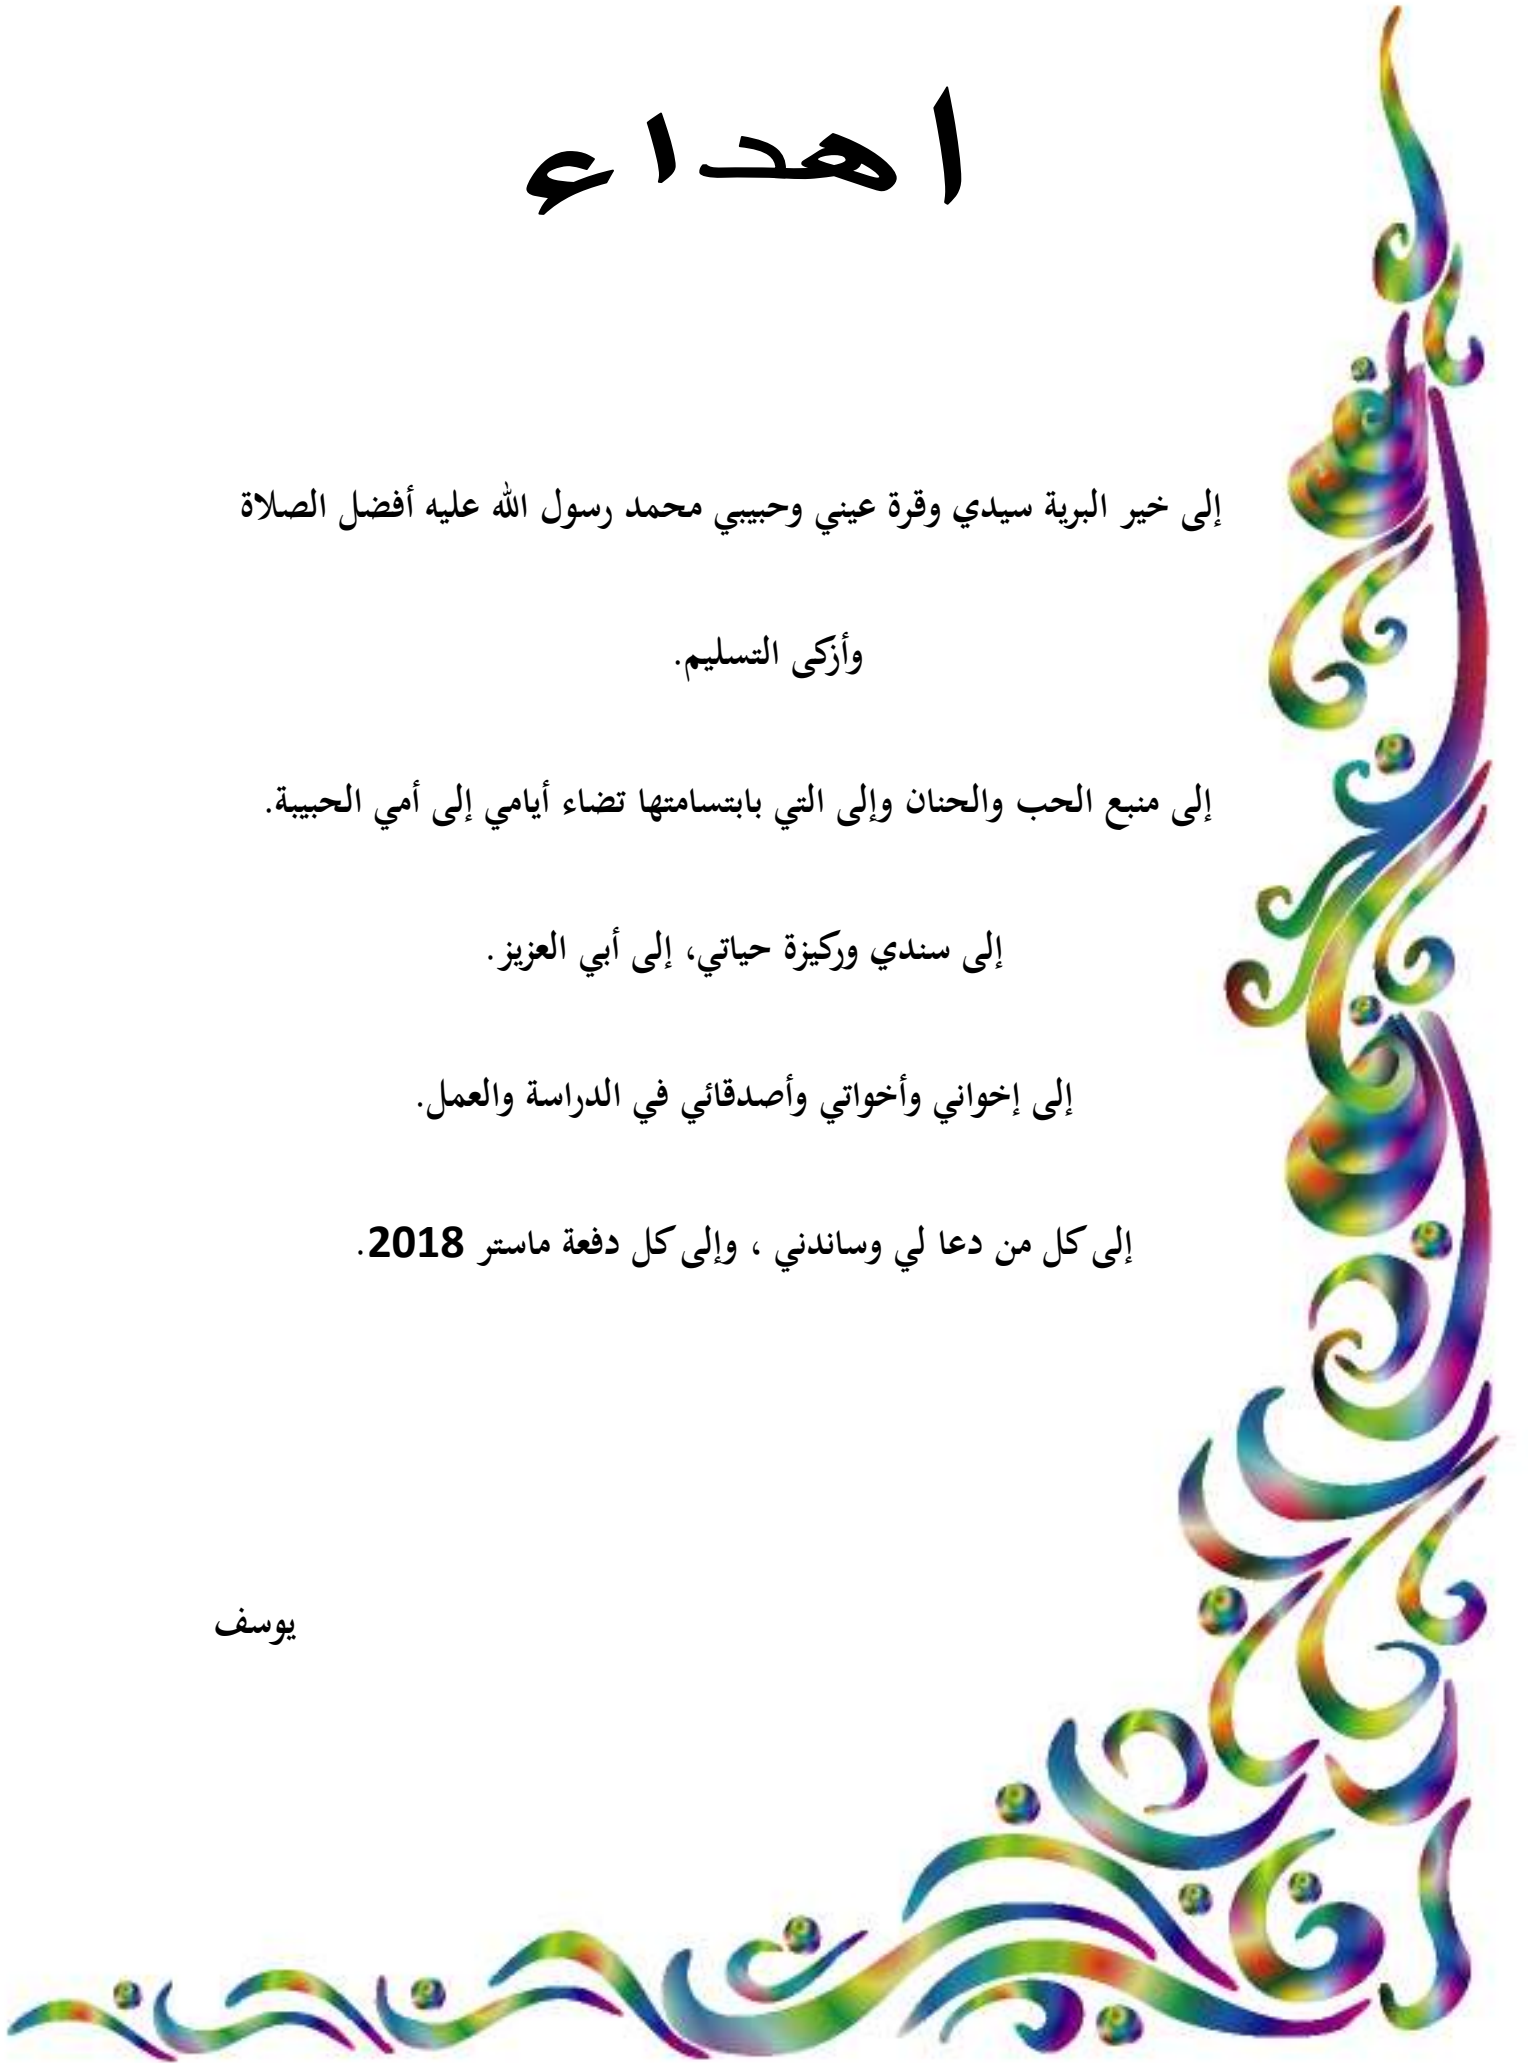 اهداء
إلى خير البرية سيدي وقرة عيني وحبيبي محمد رسول الله عليه أفضل الصلاة
وأزكى التسليم.
إلى منبع الحب والحنان وإلى التي بابتسامتها تضاء أيامي إلى أمي الحبيبة.
إلى سندي وركيزة حياتي، إلى أبي العزيز.
إلى إخواني وأخواتي وأصدقائي في الدراسة والعمل.
إلى كل من دعا لي وساندني ، وإلى كل دفعة ماستر 2018.
يوسف